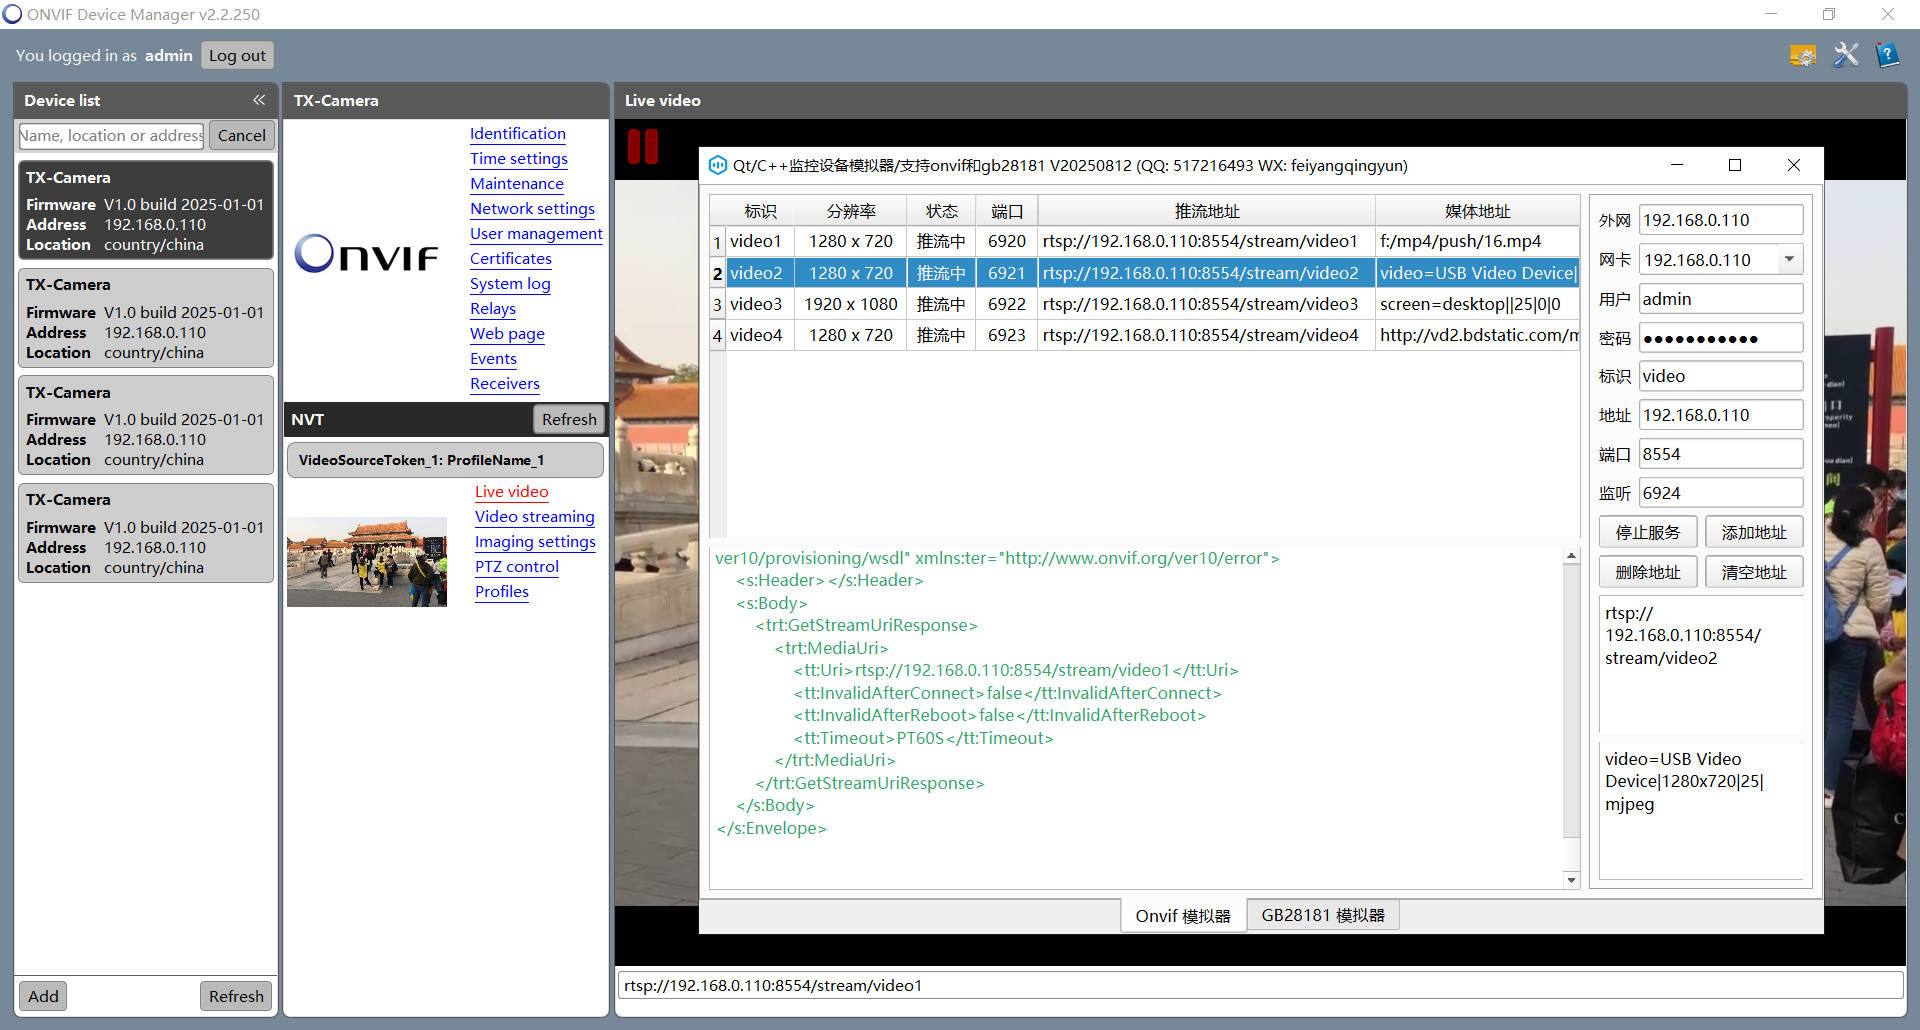 ONVIF Device Manager v2.2.250
You logged in as admin Log out
Device list
Name, location or address Cancel
TX-Camera
Firmware V1.0 build 2025-01-01
Address 192.168.0.110
Location country/china
TX-Camera
Firmware V1.0 build 2025-01-01
Address 192.168.0.110
Location country/china
TX-Camera
Firmware V1.0 build 2025-01-01
Address 192.168.0.110
Location country/china
TX-Camera
Firmware V1.0 build 2025-01-01
Address 192.168.0.110
Location country/china
Add Refresh
TX-Camera
ONVIF
Identification
Time settings
Maintenance
Network settings
User management
Certificates
System log
Relays
Web page
Events
Receivers
NVT Refresh
VideoSourceToken_1: ProfileName_1
Live video
Video streaming
Imaging settings
PTZ control
Profiles
Live video
Qt/C++监控设备模拟器/支持onvif和gb28181 V20250812 (QQ: 517216493 WX: feiyangqingyun)
标识 分辨率 状态 端口 推流地址 媒体地址
1 video1 1280 x 720 推流中 6920 rtsp://192.168.0.110:8554/stream/video1 f:/mp4/push/16.mp4
2 video2 1280 x 720 推流中 6921 rtsp://192.168.0.110:8554/stream/video2 video=USB Video Device|
3 video3 1920 x 1080 推流中 6922 rtsp://192.168.0.110:8554/stream/video3 screen=desktop||25|0|0
4 video4 1280 x 720 推流中 6923 rtsp://192.168.0.110:8554/stream/video4 http://vd2.bdstatic.com/m
ver10/provisioning/wsdl" xmlns:ter="http://www.onvif.org/ver10/error">
<s:Header></s:Header>
<s:Body>
<trt:GetStreamUriResponse>
<trt:MediaUri>
<tt:Uri>rtsp://192.168.0.110:8554/stream/video1</tt:Uri>
<tt:InvalidAfterConnect>false</tt:InvalidAfterConnect>
<tt:InvalidAfterReboot>false</tt:InvalidAfterReboot>
<tt:Timeout>PT60S</tt:Timeout>
</trt:MediaUri>
</trt:GetStreamUriResponse>
</s:Body>
</s:Envelope>
外网 192.168.0.110
网卡 192.168.0.110
用户 admin
密码 ●●●●●●●●●●●
标识 video
地址 192.168.0.110
端口 8554
监听 6924
停止服务 添加地址
删除地址 清空地址
rtsp://
192.168.0.110:8554/
stream/video2
video=USB Video
Device|1280x720|25|
mjpeg
Onvif 模拟器 GB28181 模拟器
rtsp://192.168.0.110:8554/stream/video1